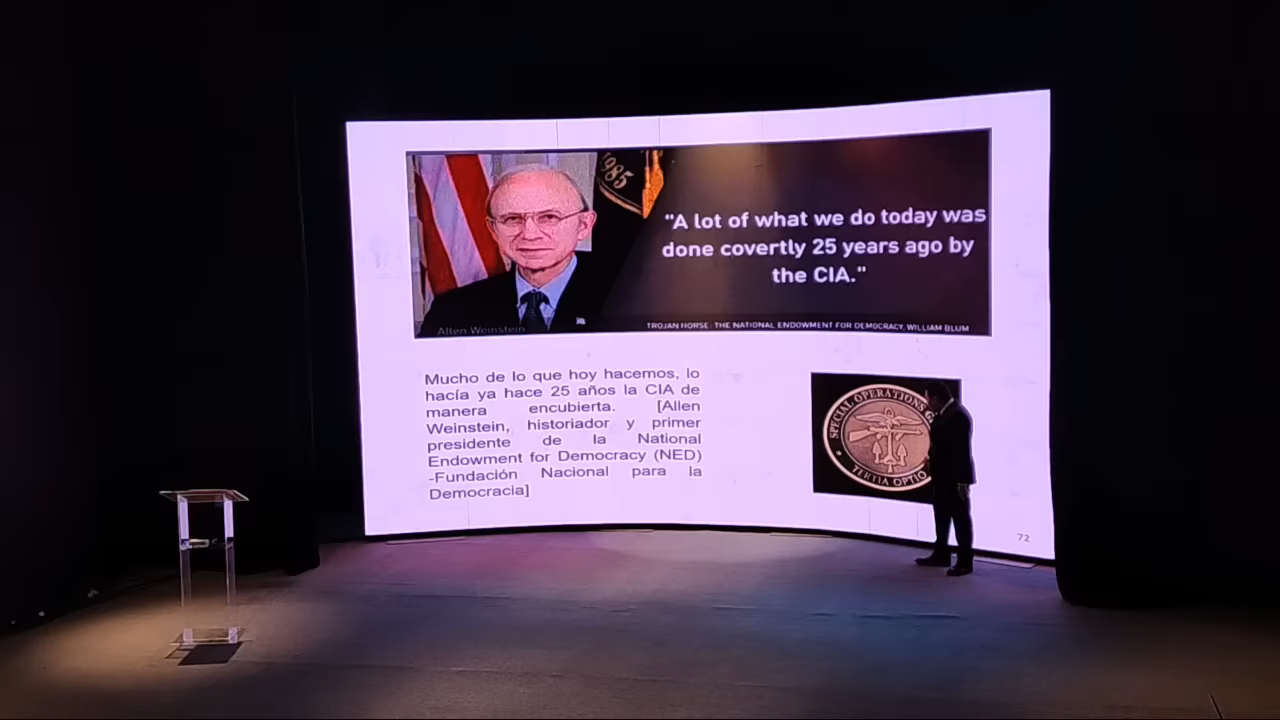 1985
"A lot of what we do today was
done covertly 25 years ago by
the CIA."
Allen Weinstein
TROJAN HORSE: THE NATIONAL ENDOWMENT FOR DEMOCRACY, WILLIAM BLUM
Mucho de lo que hoy hacemos, lo
hacía ya hace 25 años la CIA de
manera encubierta. [Allen
Weinstein, historiador y primer
presidente de la National
Endowment for Democracy (NED)
-Fundación Nacional para la
Democracia]
SPECIAL OPERATIONS G
TERTIA OPTIO
72